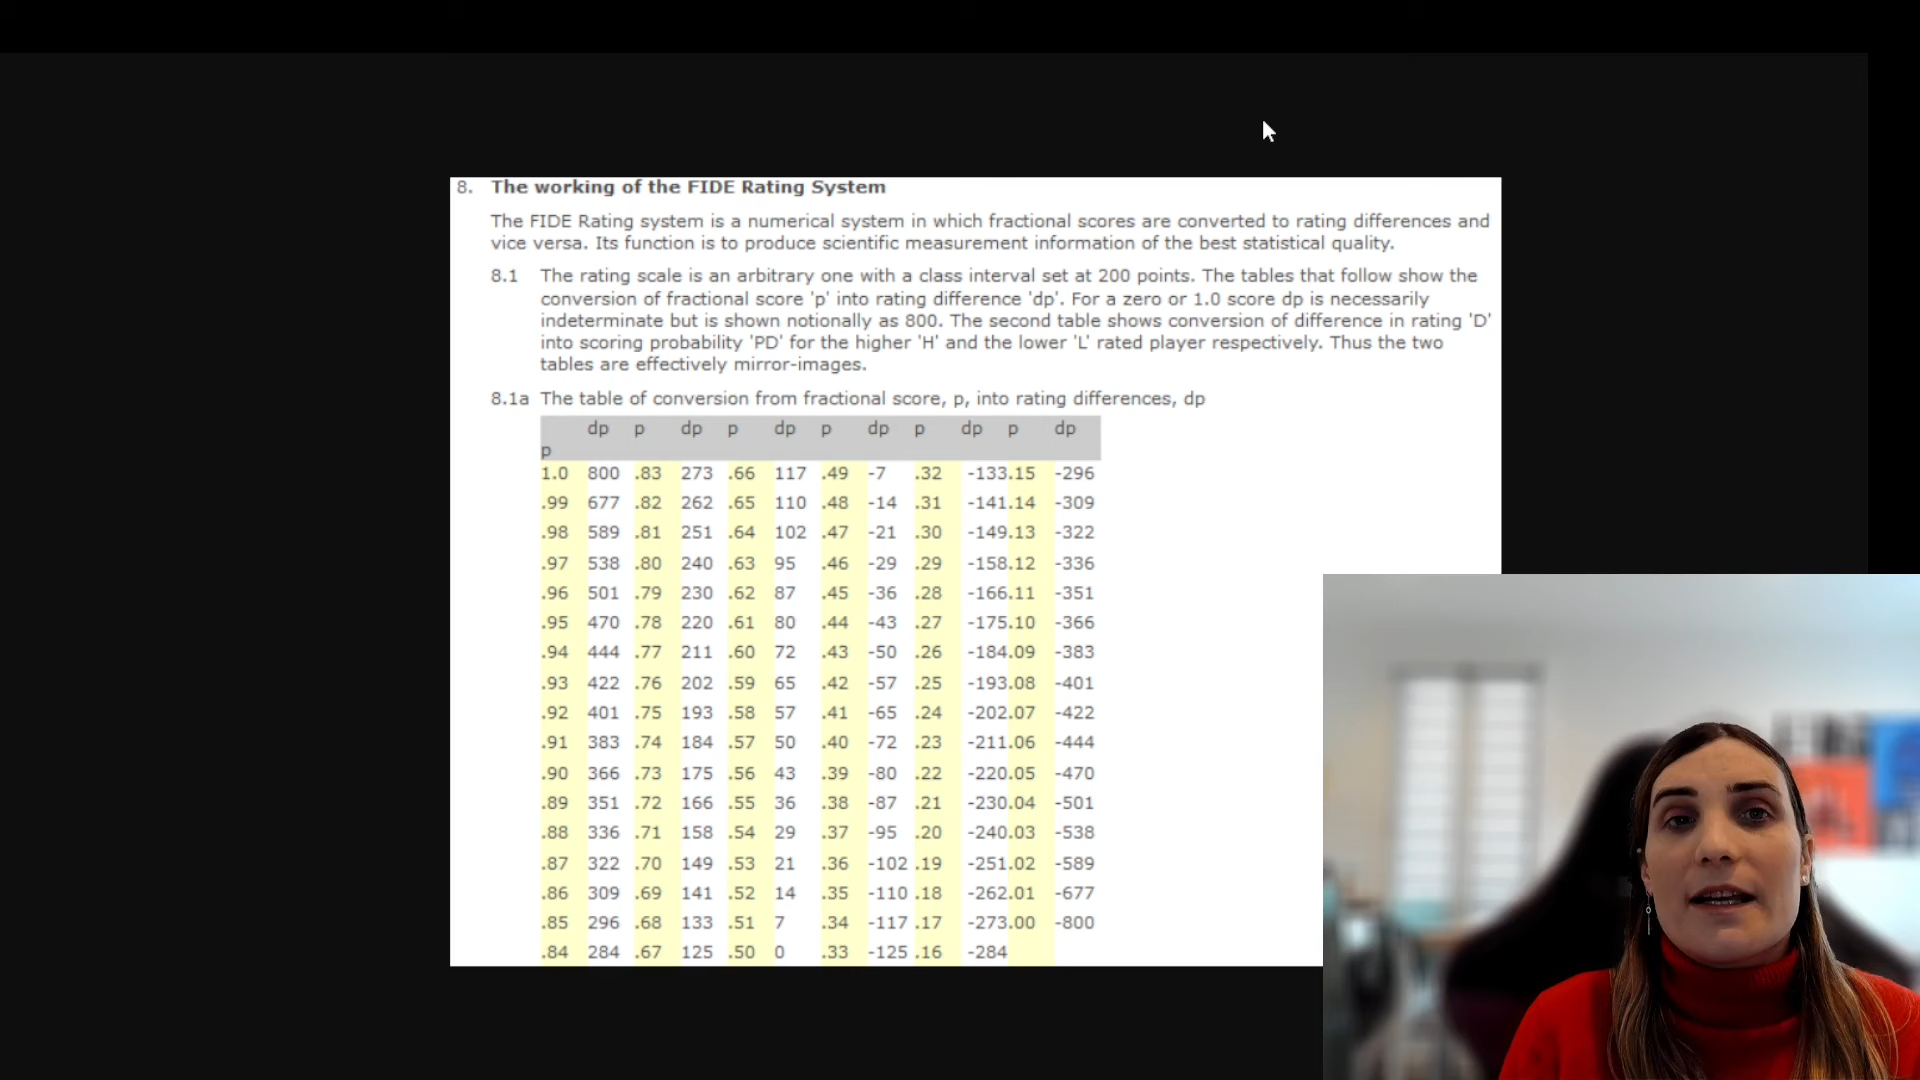 8. The working of the FIDE Rating System
The FIDE Rating system is a numerical system in which fractional scores are converted to rating differences and
vice versa. Its function is to produce scientific measurement information of the best statistical quality.
8.1 The rating scale is an arbitrary one with a class interval set at 200 points. The tables that follow show the
conversion of fractional score 'p' into rating difference 'dp'. For a zero or 1.0 score dp is necessarily
indeterminate but is shown notionally as 800. The second table shows conversion of difference in rating 'D'
into scoring probability 'PD' for the higher 'H' and the lower 'L' rated player respectively. Thus the two
tables are effectively mirror-images.
8.1a The table of conversion from fractional score, p, into rating differences, dp
dp p dp p dp p dp p dp p dp
p
1.0 800 .83 273 .66 117 .49 -7 .32 -133 .15 -296
.99 677 .82 262 .65 110 .48 -14 .31 -141 .14 -309
.98 589 .81 251 .64 102 .47 -21 .30 -149 .13 -322
.97 538 .80 240 .63 95 .46 -29 .29 -158 .12 -336
.96 501 .79 230 .62 87 .45 -36 .28 -166 .11 -351
.95 470 .78 220 .61 80 .44 -43 .27 -175 .10 -366
.94 444 .77 211 .60 72 .43 -50 .26 -184 .09 -383
.93 422 .76 202 .59 65 .42 -57 .25 -193 .08 -401
.92 401 .75 193 .58 57 .41 -65 .24 -202 .07 -422
.91 383 .74 184 .57 50 .40 -72 .23 -211 .06 -444
.90 366 .73 175 .56 43 .39 -80 .22 -220 .05 -470
.89 351 .72 166 .55 36 .38 -87 .21 -230 .04 -501
.88 336 .71 158 .54 29 .37 -95 .20 -240 .03 -538
.87 322 .70 149 .53 21 .36 -102 .19 -251 .02 -589
.86 309 .69 141 .52 14 .35 -110 .18 -262 .01 -677
.85 296 .68 133 .51 7 .34 -117 .17 -273 .00 -800
.84 284 .67 125 .50 0 .33 -125 .16 -284